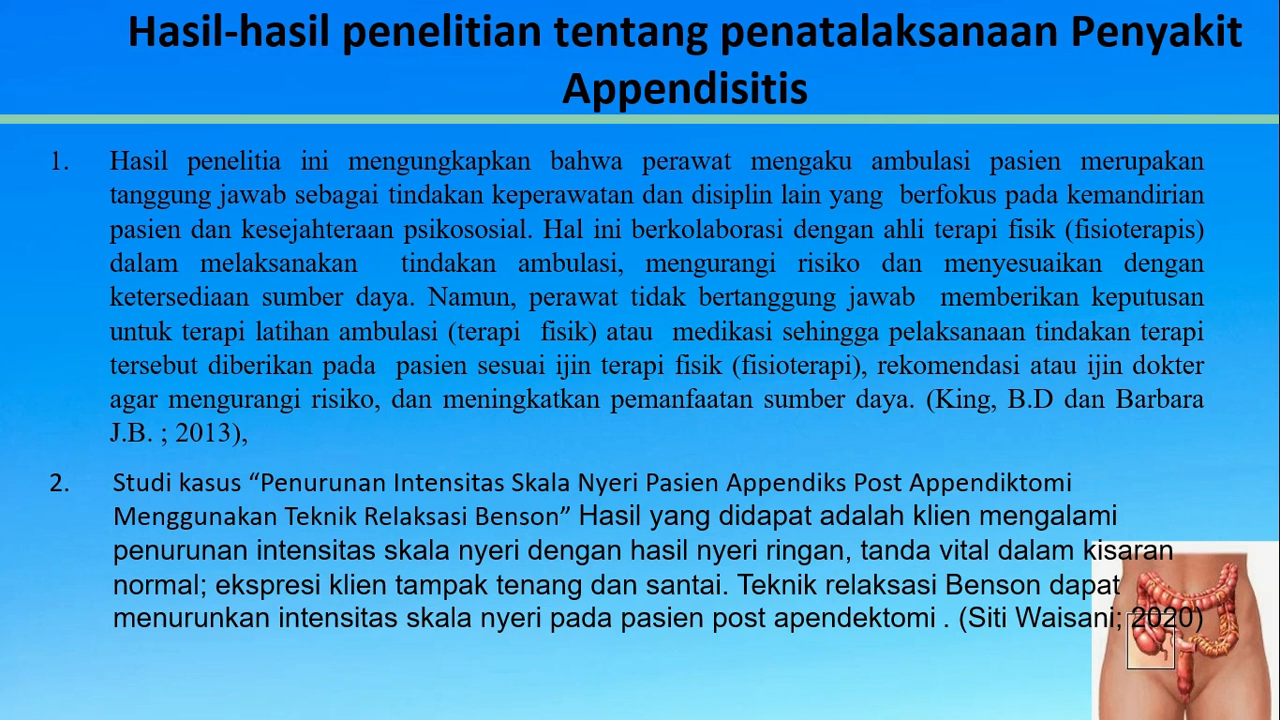 Hasil-hasil penelitian tentang penatalaksanaan Penyakit
Appendisitis
1. Hasil penelitia ini mengungkapkan bahwa perawat mengaku ambulasi pasien merupakan
tanggung jawab sebagai tindakan keperawatan dan disiplin lain yang berfokus pada kemandirian
pasien dan kesejahteraan psikososial. Hal ini berkolaborasi dengan ahli terapi fisik (fisioterapis)
dalam melaksanakan tindakan ambulasi, mengurangi risiko dan menyesuaikan dengan
ketersediaan sumber daya. Namun, perawat tidak bertanggung jawab memberikan keputusan
untuk terapi latihan ambulasi (terapi fisik) atau medikasi sehingga pelaksanaan tindakan terapi
tersebut diberikan pada pasien sesuai ijin terapi fisik (fisioterapi), rekomendasi atau ijin dokter
agar mengurangi risiko, dan meningkatkan pemanfaatan sumber daya. (King, B.D dan Barbara
J.B. ; 2013),
2. Studi kasus “Penurunan Intensitas Skala Nyeri Pasien Appendiks Post Appendiktomi
Menggunakan Teknik Relaksasi Benson” Hasil yang didapat adalah klien mengalami
penurunan intensitas skala nyeri dengan hasil nyeri ringan, tanda vital dalam kisaran
normal; ekspresi klien tampak tenang dan santai. Teknik relaksasi Benson dapat
menurunkan intensitas skala nyeri pada pasien post apendektomi . (Siti Waisani; 2020)